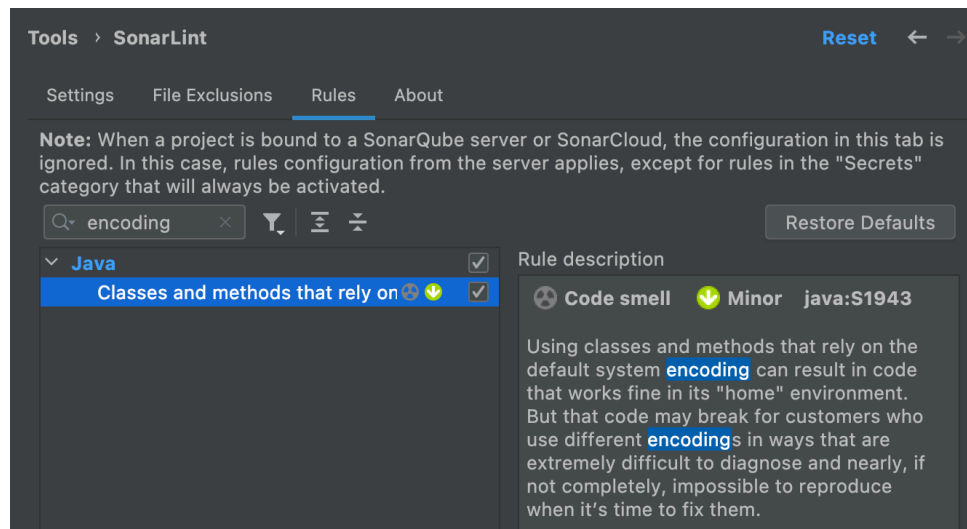 Tools › SonarLint
Reset
Settings File Exclusions Rules About
Note: When a project is bound to a SonarQube server or SonarCloud, the configuration in this tab is
ignored. In this case, rules configuration from the server applies, except for rules in the "Secrets"
category that will always be activated.
encoding
Restore Defaults
Java
Classes and methods that rely on
Rule description
Code smell Minor java:S1943
Using classes and methods that rely on the
default system encoding can result in code
that works fine in its "home" environment.
But that code may break for customers who
use different encodings in ways that are
extremely difficult to diagnose and nearly, if
not completely, impossible to reproduce
when it's time to fix them.